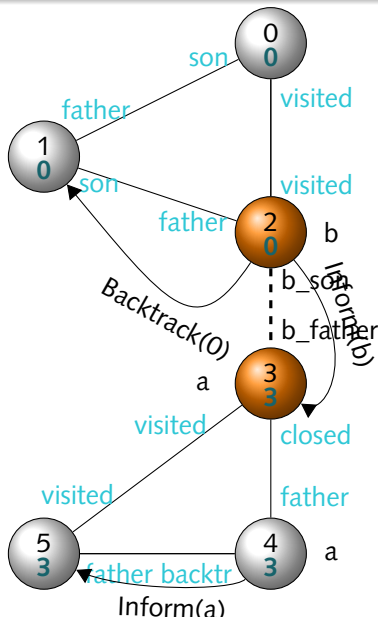 0
0
son
visited
father
1
0
son
visited
father
2
0
b
Backtrack(0)
b_son
Inform(b)
b_father
3
3
a
visited
closed
visited
father
5
3
4
3
a
father backtr
Inform(a)